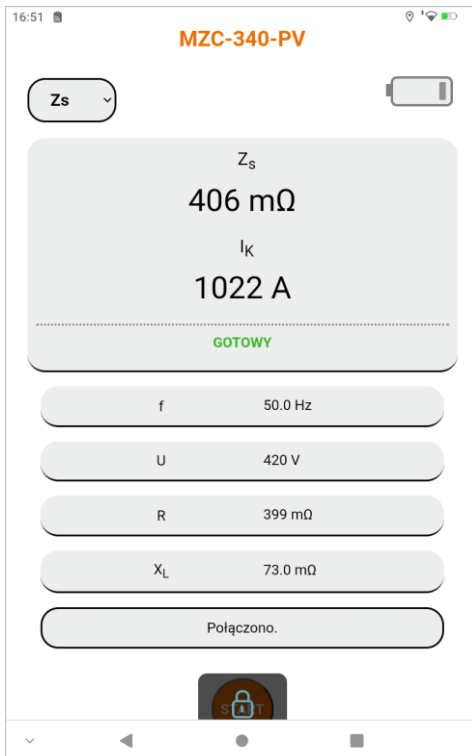 16:51
MZC-340-PV
Zs
Zs
406 mΩ
IK
1022 A
GOTOWY
f 50.0 Hz
U 420 V
R 399 mΩ
XL 73.0 mΩ
Połączono.
START